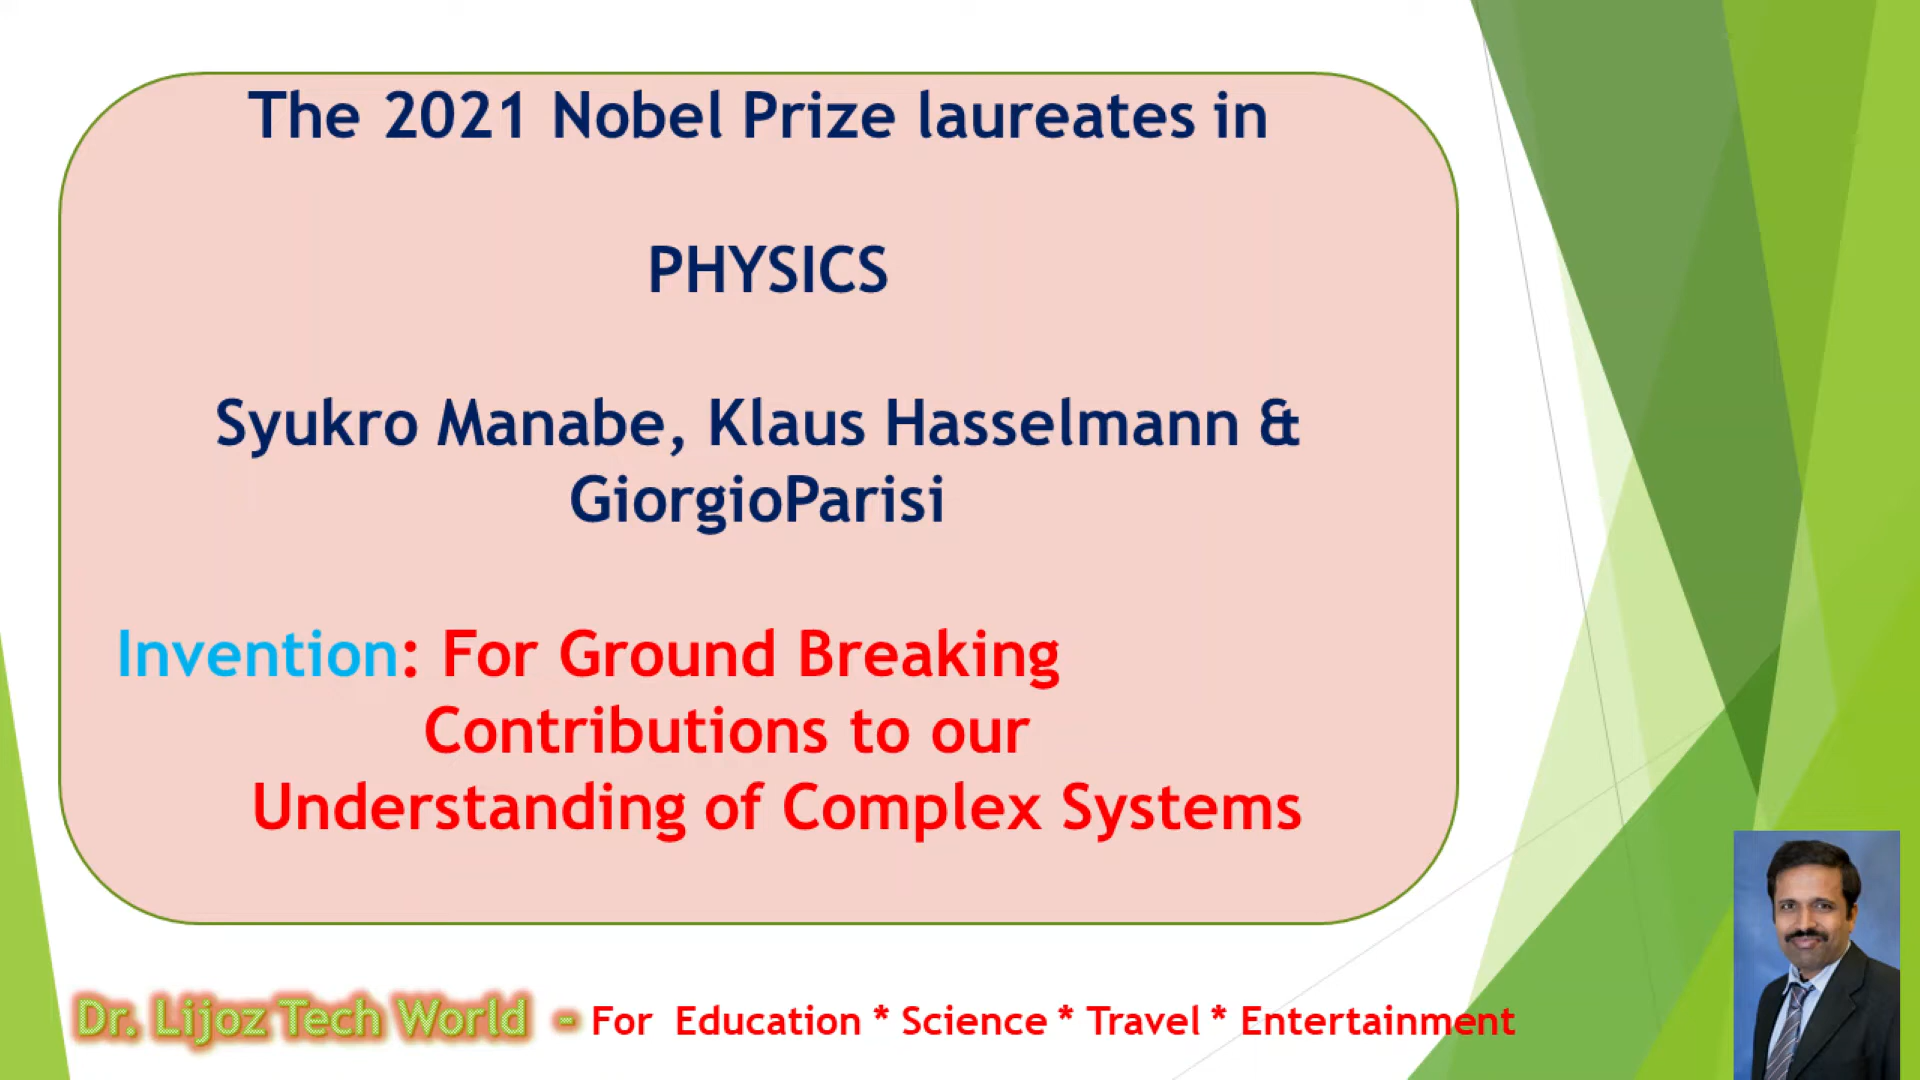 The 2021 Nobel Prize laureates in
PHYSICS
Syukro Manabe, Klaus Hasselmann &
GiorgioParisi
Invention: For Ground Breaking
Contributions to our
Understanding of Complex Systems
Dr. Lijoz Tech World - For Education * Science * Travel * Entertainment